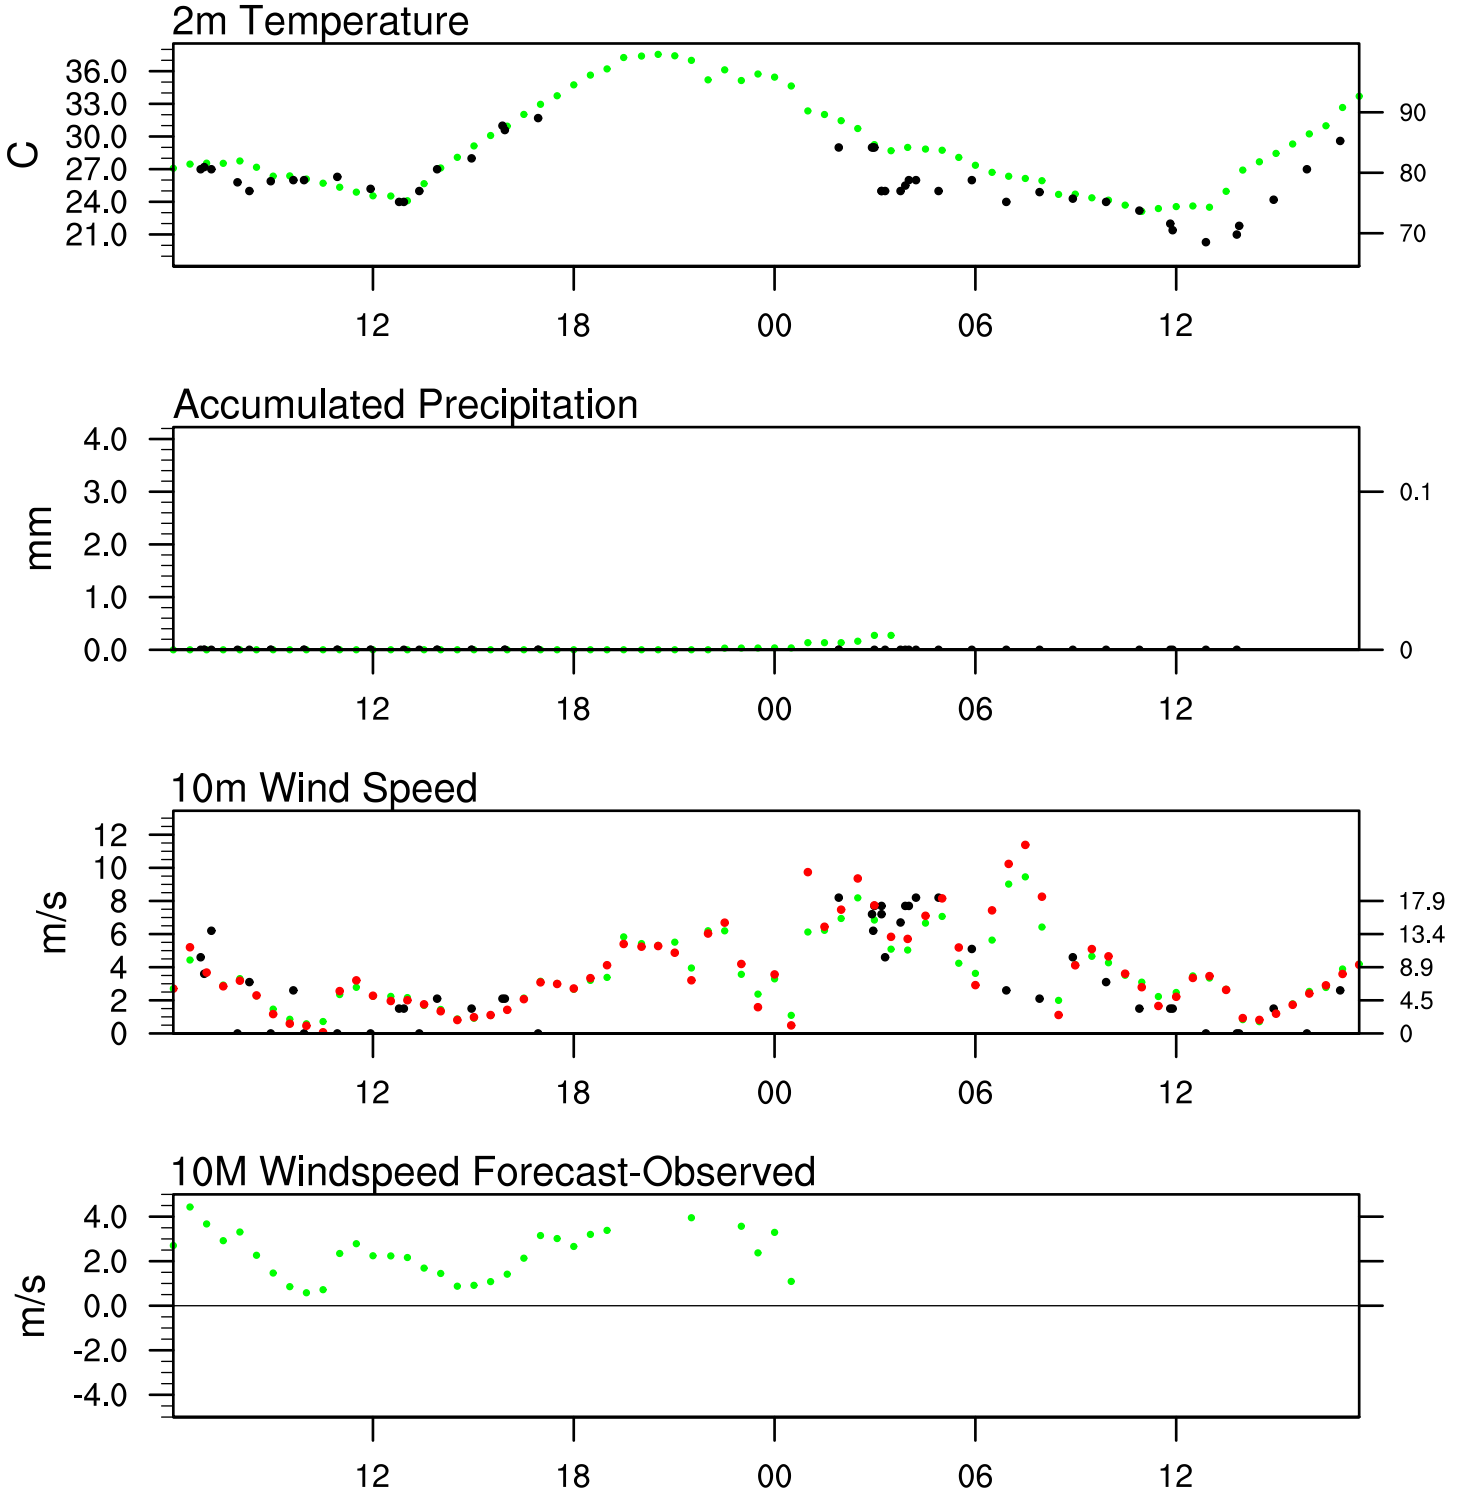 2m Temperature
36.0
33.0
30.0
27.0
24.0
21.0
C
90
80
70
12 18 00 06 12
Accumulated Precipitation
4.0
3.0
2.0
1.0
0.0
mm
0.1
0
12 18 00 06 12
10m Wind Speed
12
10
8
6
4
2
0
m/s
17.9
13.4
8.9
4.5
0
12 18 00 06 12
10M Windspeed Forecast-Observed
4.0
2.0
0.0
-2.0
-4.0
m/s
12 18 00 06 12